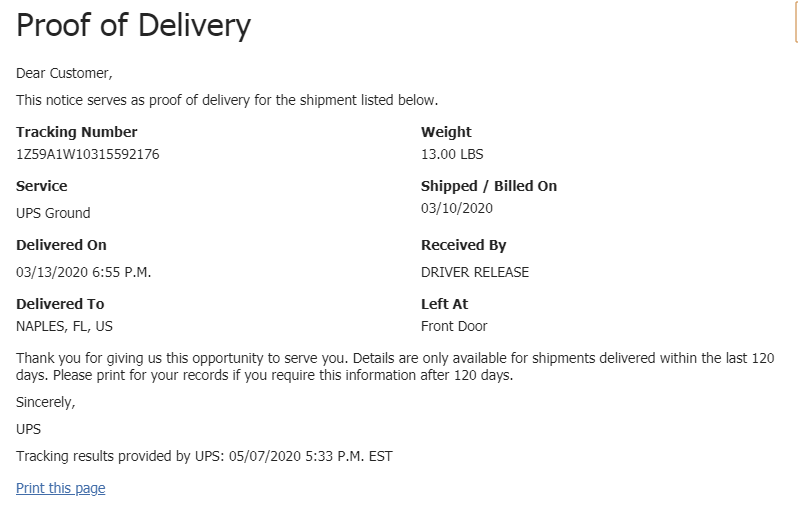 Proof of Delivery
Dear Customer,
This notice serves as proof of delivery for the shipment listed below.
Tracking Number
1Z59A1W10315592176
Weight
13.00 LBS
Service
UPS Ground
Shipped / Billed On
03/10/2020
Delivered On
03/13/2020 6:55 P.M.
Received By
DRIVER RELEASE
Delivered To
NAPLES, FL, US
Left At
Front Door
Thank you for giving us this opportunity to serve you. Details are only available for shipments delivered within the last 120
days. Please print for your records if you require this information after 120 days.
Sincerely,
UPS
Tracking results provided by UPS: 05/07/2020 5:33 P.M. EST
Print this page